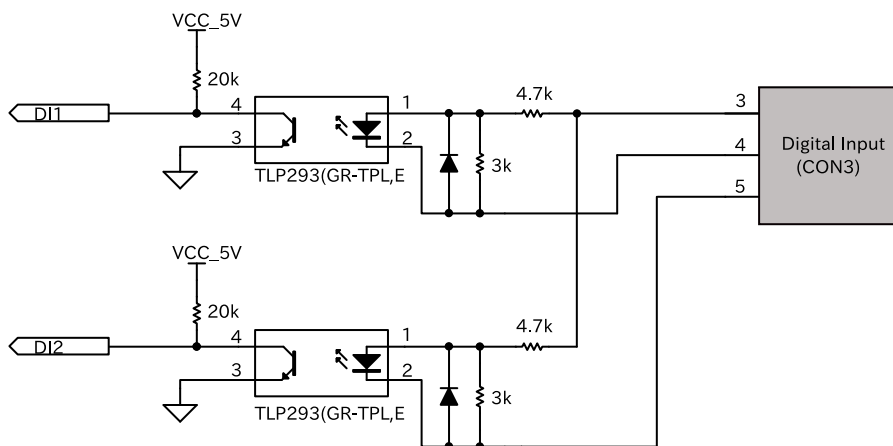 VCC_5V
20k
DI1
4
3
1
2
4.7k
3k
TLP293(GR-TPL,E
3
4
5
Digital Input
(CON3)
VCC_5V
20k
DI2
4
3
1
2
4.7k
3k
TLP293(GR-TPL,E